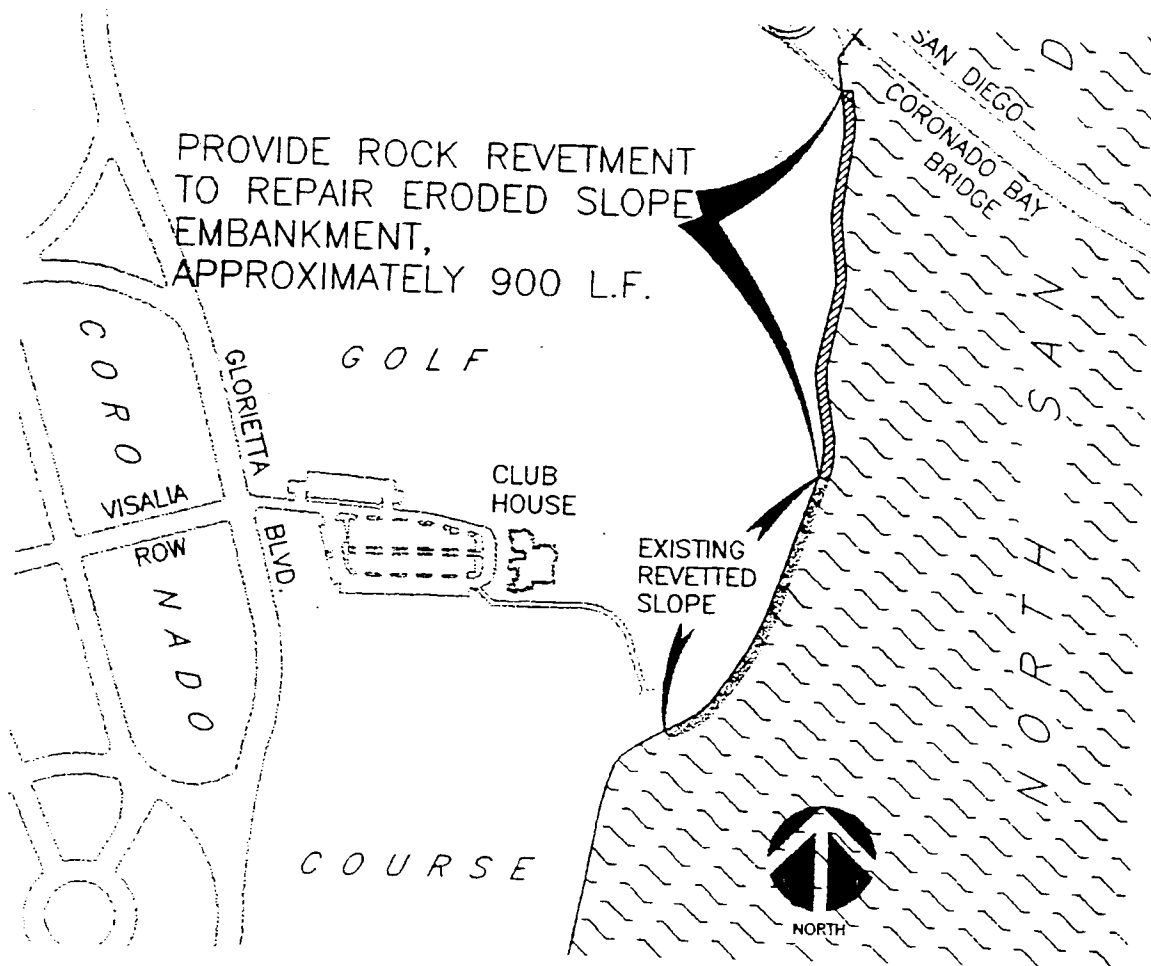 SAN DIEGO
CORONADO BAY
BRIDGE
D
PROVIDE ROCK REVETMENT
TO REPAIR ERODED SLOPE
EMBANKMENT,
APPROXIMATELY 900 L.F.
GOLF
CORO
NADO
GLORIETTA
BLVD.
VISALIA
ROW
CLUB
HOUSE
EXISTING
REVETTED
SLOPE
NORTH SAN
COURSE
NORTH